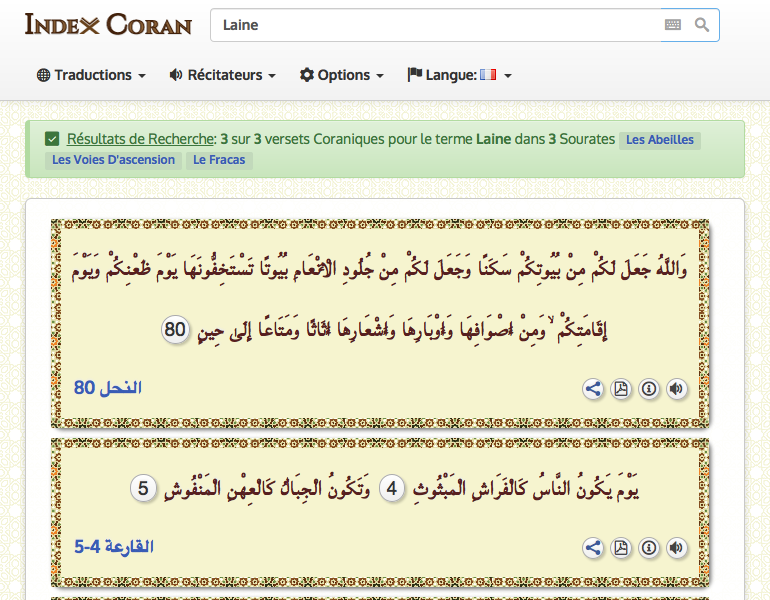 INDEX CORAN
Laine
Traductions
Récitateurs
Options
Langue:
Résultats de Recherche: 3 sur 3 versets Coraniques pour le terme Laine dans 3 Sourates Les Abeilles
Les Voies D'ascension Le Fracas
وَاللَّهُ جَعَلَ لَكُمْ مِنْ بُيُوتِكُمْ سَكَنًا وَجَعَلَ لَكُمْ مِنْ جُلُودِ الْأَنْعَامِ بُيُوتًا تَسْتَخِفُّونَهَا يَوْمَ ظَعْنِكُمْ وَيَوْمَ
إِقَامَتِكُمْ ۙ وَمِنْ أَصْوَافِهَا وَأَوْبَارِهَا وَأَشْعَارِهَا أَثَاثًا وَمَتَاعًا إِلَىٰ حِينٍ 80
النحل 80
يَوْمَ يَكُونُ النَّاسُ كَالْفَرَاشِ الْمَبْثُوثِ 4 وَتَكُونُ الْجِبَالُ كَالْعِهْنِ الْمَنْفُوشِ 5
القارعة 4-5